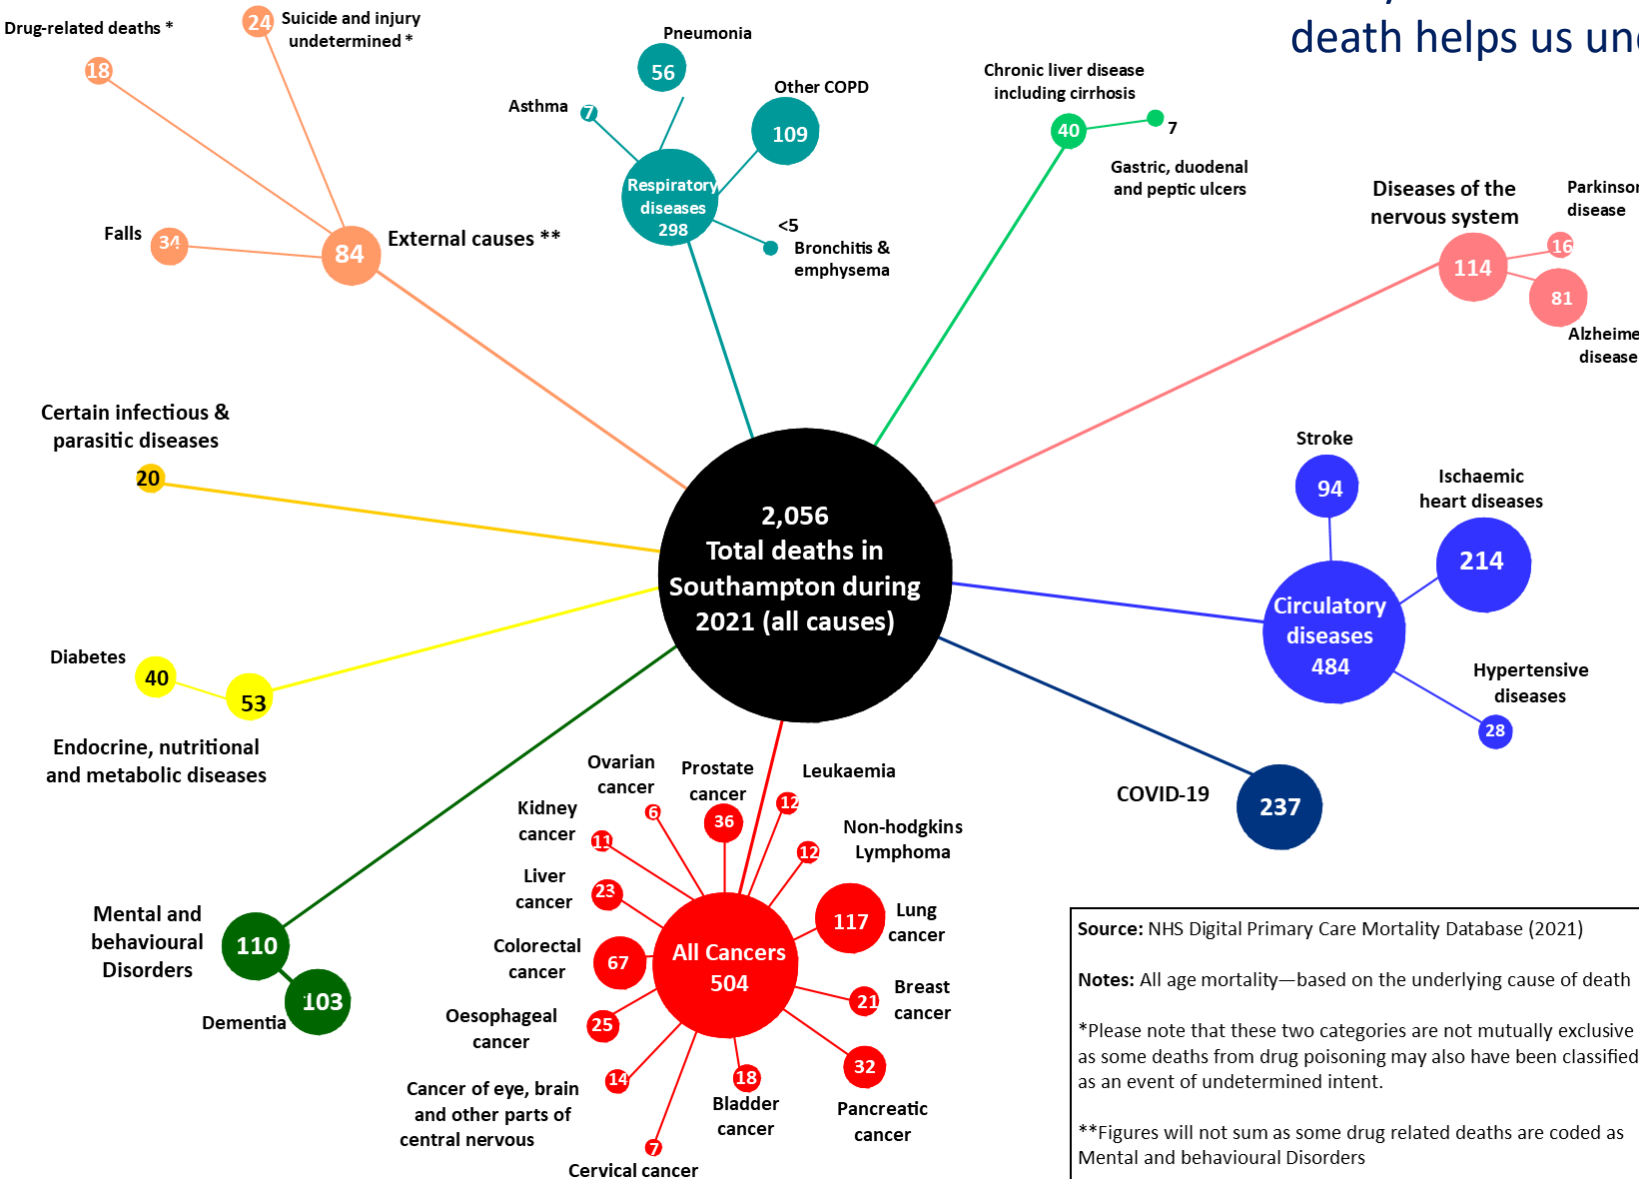 death helps us
Drug-related deaths *
18
24
Suicide and injury
undetermined *
Falls
34
84
External causes **
Pneumonia
56
Asthma
7
Other COPD
109
Respiratory
diseases
298
<5
Bronchitis &
emphysema
Chronic liver disease
including cirrhosis
40
7
Gastric, duodenal
and peptic ulcers
Diseases of the
nervous system
114
disease
16
81
disease
Certain infectious &
parasitic diseases
20
2,056
Total deaths in
Southampton during
2021 (all causes)
Stroke
94
Ischaemic
heart diseases
214
Circulatory
diseases
484
Hypertensive
diseases
28
Diabetes
40
53
Endocrine, nutritional
and metabolic diseases
COVID-19
237
Mental and
behavioural
Disorders
110
103
Dementia
Ovarian
cancer
6
Prostate
cancer
36
Leukaemia
12
Kidney
cancer
11
Non-hodgkins
Lymphoma
12
Liver
cancer
23
Lung
cancer
117
Colorectal
cancer
67
All Cancers
504
Breast
cancer
21
Oesophageal
cancer
25
Cancer of eye, brain
and other parts of
central nervous
14
Cervical cancer
7
Bladder
cancer
18
Pancreatic
cancer
32
Source: NHS Digital Primary Care Mortality Database (2021)
Notes: All age mortality—based on the underlying cause of death
*Please note that these two categories are not mutually exclusive
as some deaths from drug poisoning may also have been classified
as an event of undetermined intent.
**Figures will not sum as some drug related deaths are coded as
Mental and behavioural Disorders